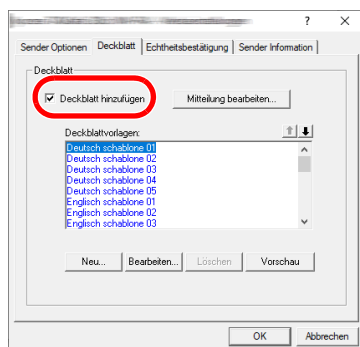 ?
X
Sender Optionen Deckblatt Echtheitsbestätigung Sender Information
Deckblatt
Deckblatt hinzufügen Mitteilung bearbeiten...
Deckblattvorlagen:
Deutsch schablone 01
Deutsch schablone 02
Deutsch schablone 03
Deutsch schablone 04
Deutsch schablone 05
Englisch schablone 01
Englisch schablone 02
Englisch schablone 03
Neu... Bearbeiten... Löschen Vorschau
OK Abbrechen